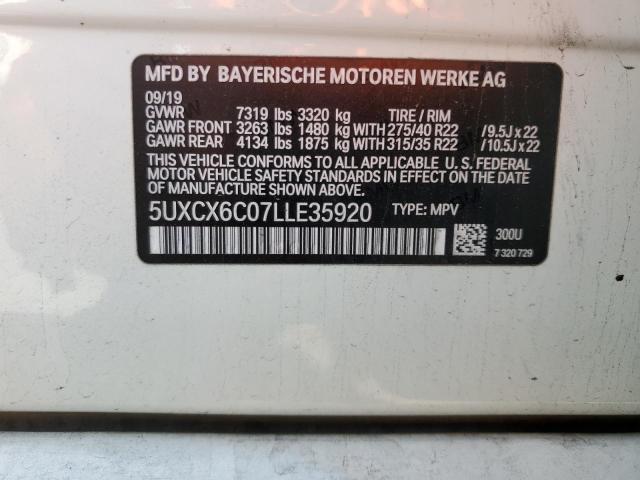 MFD BY BAYERISCHE MOTOREN WERKE AG
09/19
GVWR 7319 lbs 3320 kg TIRE / RIM
GAWR FRONT 3263 lbs 1480 kg WITH 275/40 R22 /9.5J x 22
GAWR REAR 4134 lbs 1875 kg WITH 315/35 R22 /10.5J x 22
THIS VEHICLE CONFORMS TO ALL APPLICABLE U.S. FEDERAL
MOTOR VEHICLE SAFETY STANDARDS IN EFFECT ON THE DATE OF MANUFACTURE
SHOWN ABOVE.
5UXCX6C07LLE35920 TYPE: MPV
300U
7 320 729